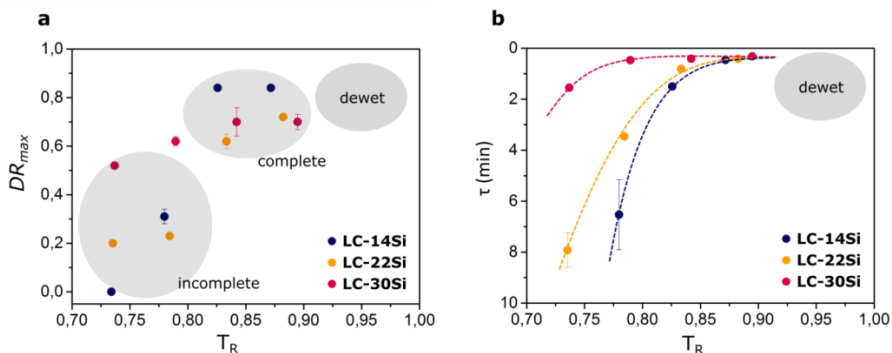 a
1,0
0,8
0,6
0,4
0,2
0,0
DR_max
dewet
complete
incomplete
LC-14Si
LC-22Si
LC-30Si
0,70 0,75 0,80 0,85 0,90 0,95 1,00
T_R
b
0
2
4
6
8
10
τ (min)
dewet
LC-14Si
LC-22Si
LC-30Si
0,70 0,75 0,80 0,85 0,90 0,95 1,00
T_R